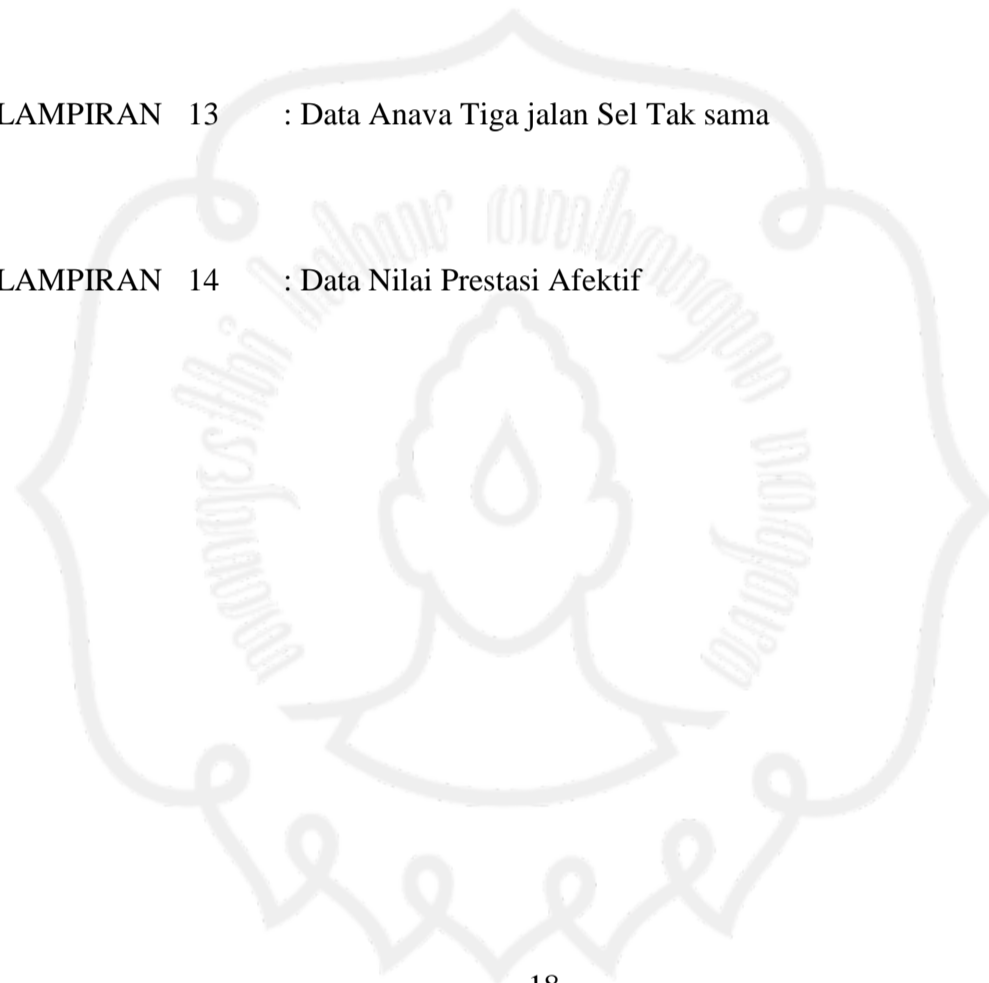 LAMPIRAN 13 : Data Anava Tiga jalan Sel Tak sama
LAMPIRAN 14 : Data Nilai Prestasi Afektif
18